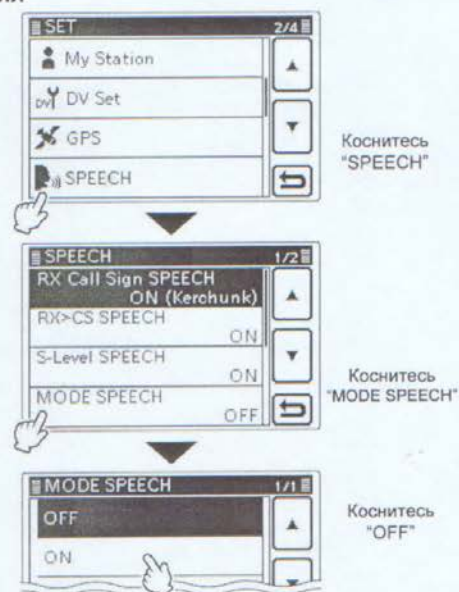 SET 2/4
My Station
DV DV Set
GPS
SPEECH
Коснитесь
"SPEECH"
SPEECH 1/2
RX Call Sign SPEECH
ON (Kerchunk)
RX>CS SPEECH
ON
S-Level SPEECH
ON
MODE SPEECH
OFF
Коснитесь
"MODE SPEECH"
MODE SPEECH 1/1
OFF
ON
Коснитесь
"OFF"